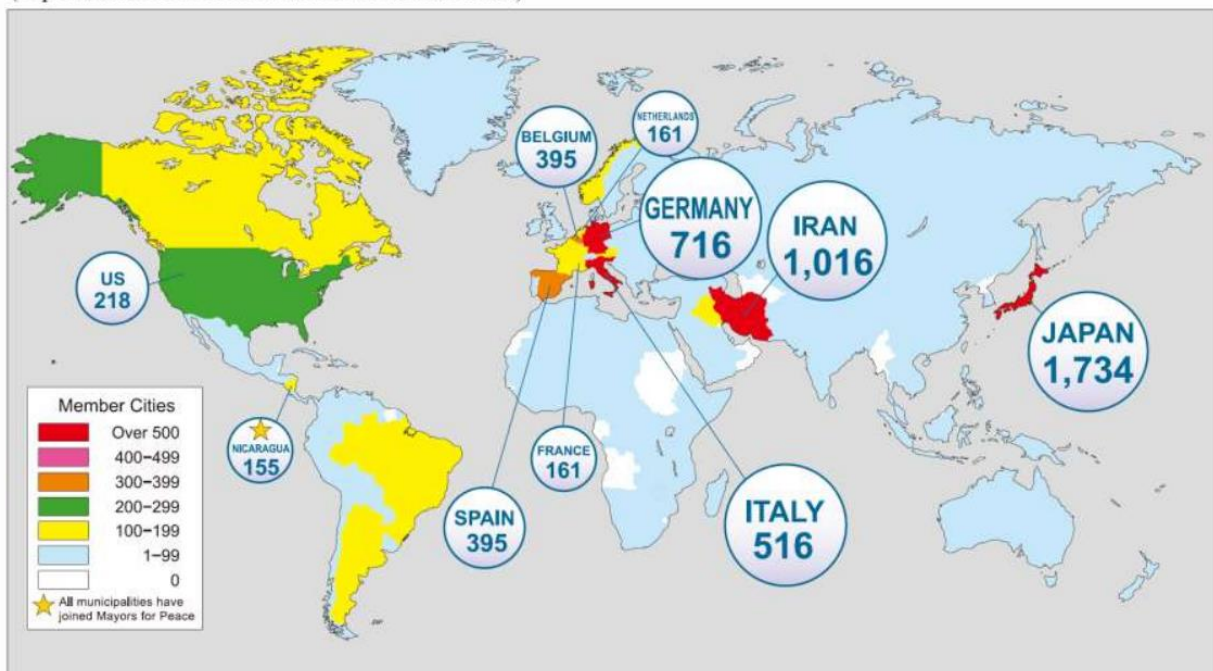 NETHERLANDS
161
BELGIUM
395
GERMANY
716
IRAN
1,016
US
218
JAPAN
1,734
NICARAGUA
155
FRANCE
161
SPAIN
395
ITALY
516
Member Cities
Over 500
400−499
300−399
200−299
100−199
1−99
0
All municipalities have
joined Mayors for Peace